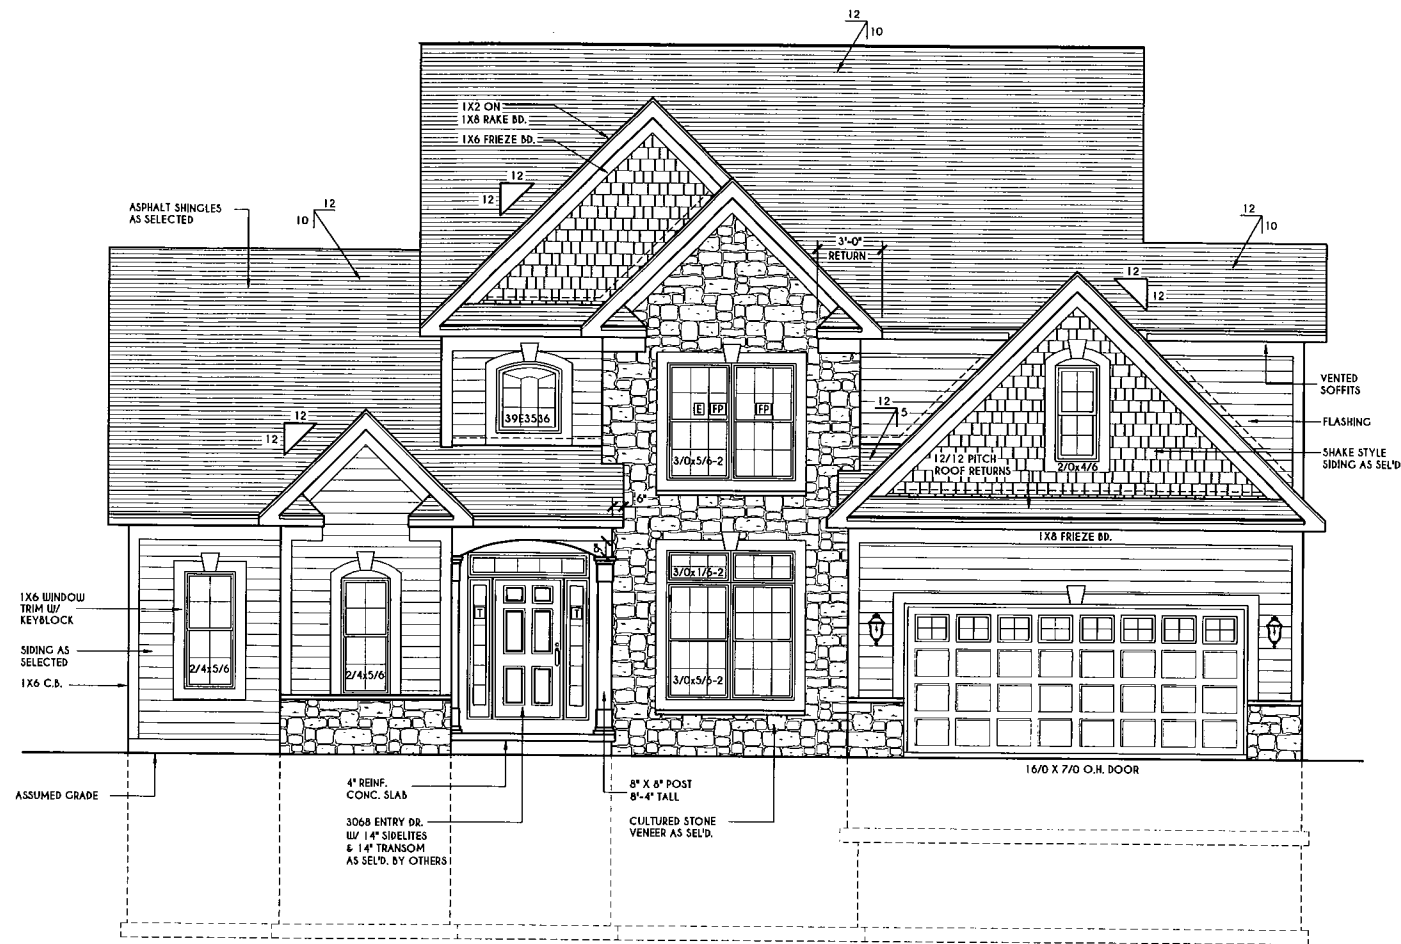 12
10
1X2 ON
1X8 RAKE BD.
1X6 FRIEZE BD.
12
12
ASPHALT SHINGLES
AS SELECTED
12
10
12
10
3'-0"
RETURN
12
12
VENTED
SOFFITS
39E3536
E FP FP
12
5
FLASHING
12
12
3/0x5/6-2
12/12 PITCH
ROOF RETURNS
2/0x4/6
SHAKE STYLE
SIDING AS SEL'D
6"
8"
1X8 FRIEZE BD.
3/0x1/6-2
1X6 WINDOW
TRIM W/
KEYBLOCK
T T
SIDING AS
SELECTED
2/4x5/6
2/4x5/6
3/0x5/6-2
1X6 C.B.
16/0 X 7/0 O.H. DOOR
ASSUMED GRADE
4" REINF.
CONC. SLAB
8" X 8" POST
8'-4" TALL
3068 ENTRY DR.
W/ 14" SIDELITES
& 14" TRANSOM
AS SEL'D. BY OTHERS
CULTURED STONE
VENEER AS SEL'D.